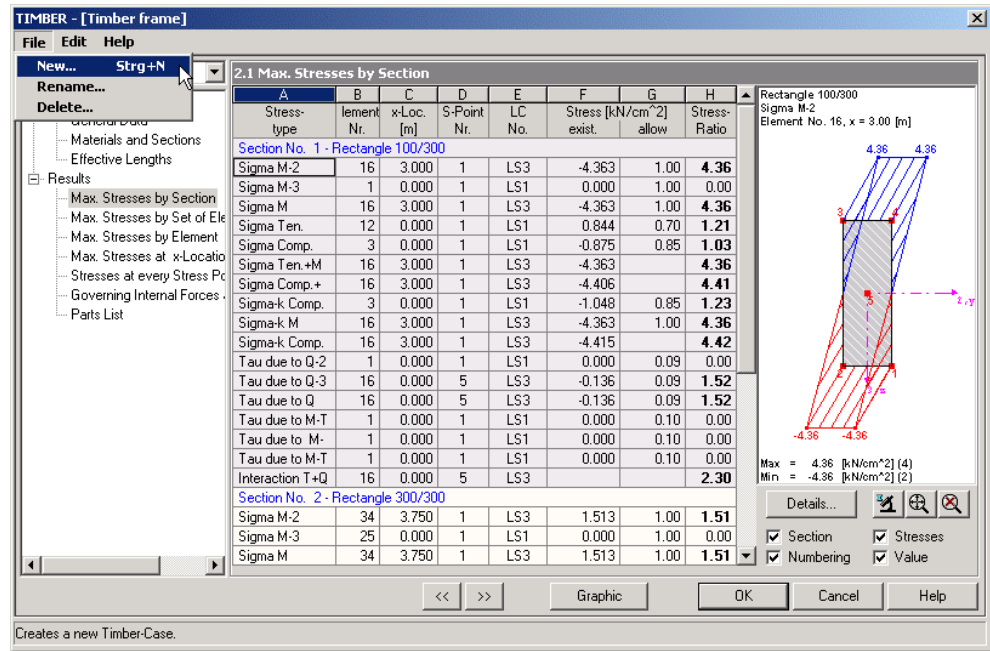 TIMBER - [Timber frame]
File Edit Help
New... Strg+N
Rename...
Delete...
General Data
Materials and Sections
Effective Lengths
Results
Max. Stresses by Section
Max. Stresses by Set of Ele
Max. Stresses by Element
Max. Stresses at x-Locatio
Stresses at every Stress Po
Governing Internal Forces
Parts List
2.1 Max. Stresses by Section
A B C D E F G H
Stress- lement x-Loc. S-Point LC Stress [kN/cm^2] Stress-
type Nr. [m] Nr. No. exist. allow Ratio
Section No. 1 - Rectangle 100/300
Sigma M-2 16 3.000 1 LS3 -4.363 1.00 4.36
Sigma M-3 1 0.000 1 LS1 0.000 1.00 0.00
Sigma M 16 3.000 1 LS3 -4.363 1.00 4.36
Sigma Ten. 12 0.000 1 LS1 0.844 0.70 1.21
Sigma Comp. 3 0.000 1 LS1 -0.875 0.85 1.03
Sigma Ten.+M 16 3.000 1 LS3 -4.363 4.36
Sigma Comp.+ 16 3.000 1 LS3 -4.406 4.41
Sigma-k Comp. 3 0.000 1 LS1 -1.048 0.85 1.23
Sigma-k M 16 3.000 1 LS3 -4.363 1.00 4.36
Sigma-k Comp. 16 3.000 1 LS3 -4.415 4.42
Tau due to Q-2 1 0.000 1 LS1 0.000 0.09 0.00
Tau due to Q-3 16 0.000 5 LS3 -0.136 0.09 1.52
Tau due to Q 16 0.000 5 LS3 -0.136 0.09 1.52
Tau due to M-T 1 0.000 1 LS1 0.000 0.10 0.00
Tau due to M- 1 0.000 1 LS1 0.000 0.10 0.00
Tau due to M-T 1 0.000 1 LS1 0.000 0.10 0.00
Interaction T+Q 16 0.000 5 LS3 2.30
Section No. 2 - Rectangle 300/300
Sigma M-2 34 3.750 1 LS3 1.513 1.00 1.51
Sigma M-3 25 0.000 1 LS1 0.000 1.00 0.00
Sigma M 34 3.750 1 LS3 1.513 1.00 1.51
Rectangle 100/300
Sigma M-2
Element No. 16, x = 3.00 [m]
4.36 4.36
3 4
5
2,y
2 1
3,z
-4.36 -4.36
Max = 4.36 [kN/cm^2] (4)
Min = -4.36 [kN/cm^2] (2)
Details...
Section Stresses
Numbering Value
<< >> Graphic OK Cancel Help
Creates a new Timber-Case.